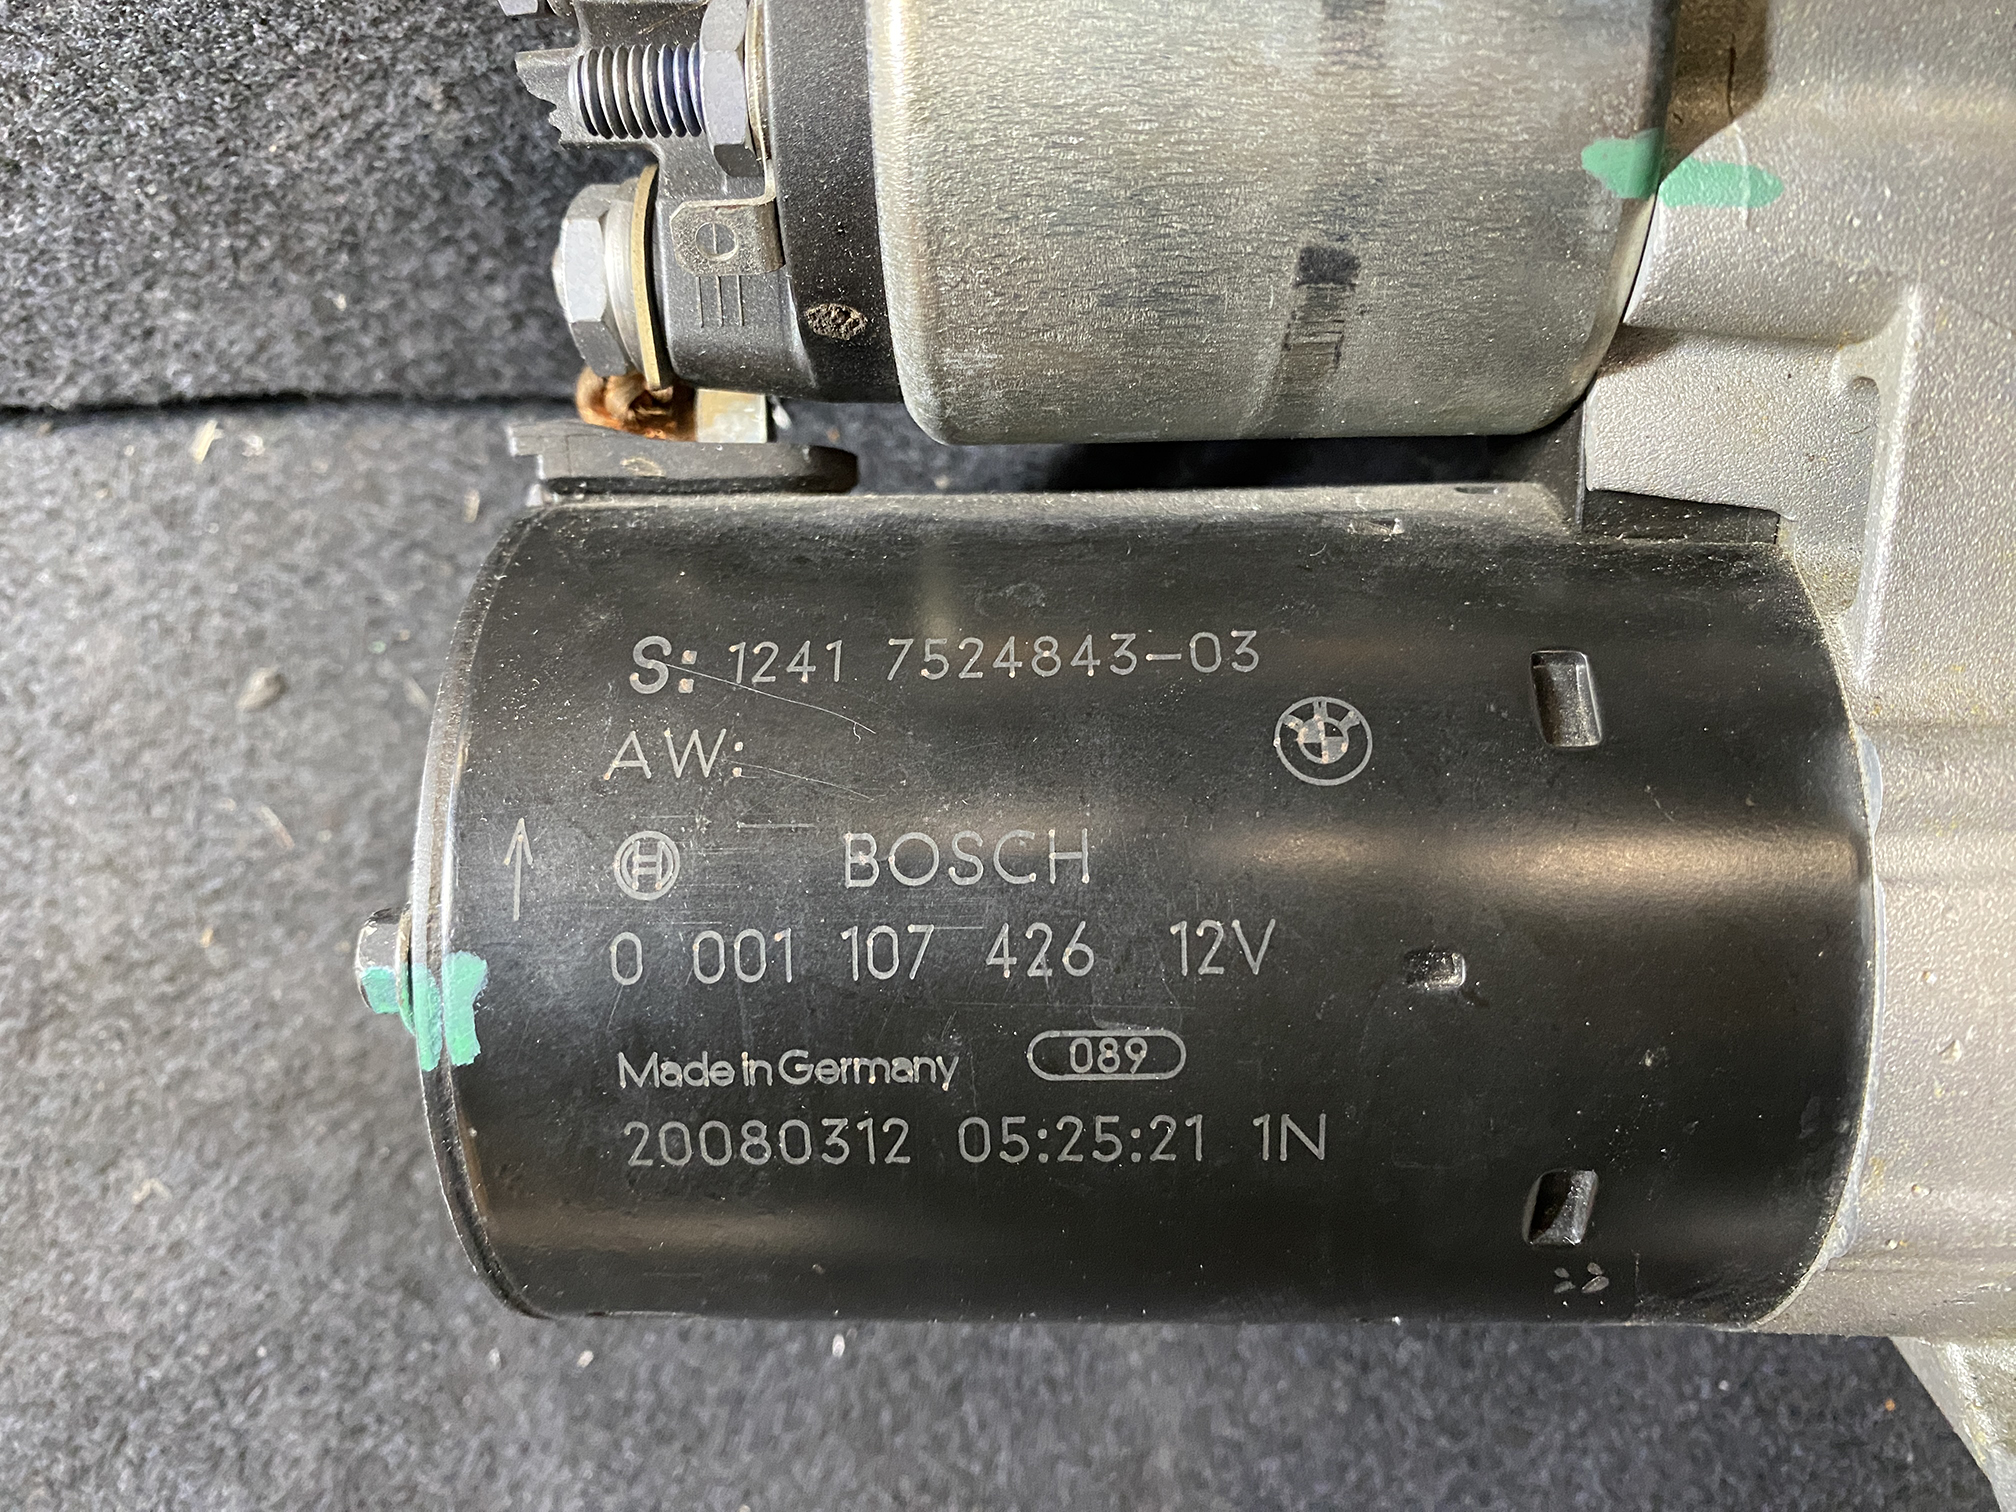 S: 1241 7524843-03
AW:
BOSCH
0 001 107 426 12V
Made in Germany 089
20080312 05:25:21 1N